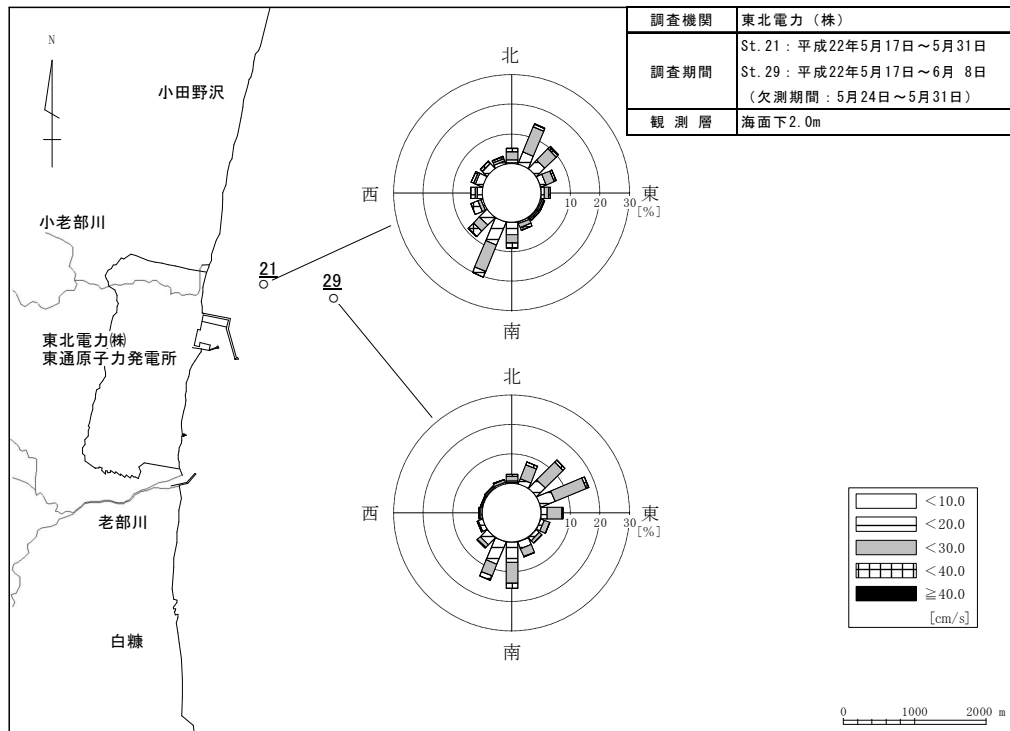 調査機関 東北電力（株）
調査期間 St.21：平成22年5月17日～5月31日
St.29：平成22年5月17日～6月 8日
（欠測期間：5月24日～5月31日）
観 測 層 海面下2.0m
N
小田野沢
小老部川
21
29
東北電力㈱
東通原子力発電所
老部川
白糠
北
西
東
10 20 30
[%]
南
北
西
東
10 20 30
[%]
南
＜10.0
＜20.0
＜30.0
＜40.0
≧40.0
[cm/s]
0 1000 2000 m